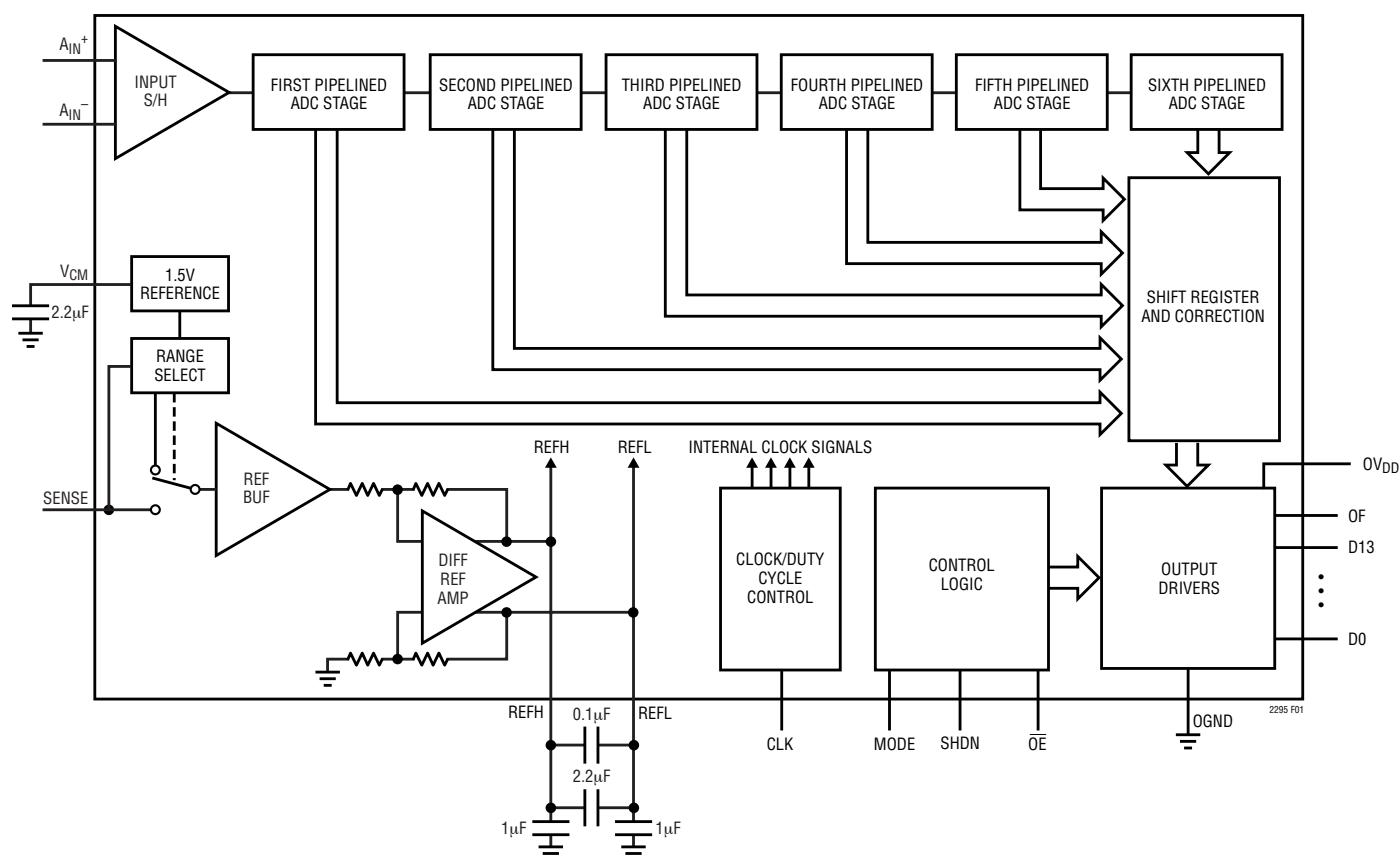 AIN+
AIN−
INPUT
S/H
FIRST PIPELINED
ADC STAGE
SECOND PIPELINED
ADC STAGE
THIRD PIPELINED
ADC STAGE
FOURTH PIPELINED
ADC STAGE
FIFTH PIPELINED
ADC STAGE
SIXTH PIPELINED
ADC STAGE
VCM
2.2µF
1.5V
REFERENCE
RANGE
SELECT
SHIFT REGISTER
AND CORRECTION
SENSE
REF
BUF
REFH
REFL
INTERNAL CLOCK SIGNALS
DIFF
REF
AMP
CLOCK/DUTY
CYCLE
CONTROL
CONTROL
LOGIC
OUTPUT
DRIVERS
OVDD
OF
D13
D0
REFH
0.1µF
REFL
2.2µF
1µF
1µF
CLK
MODE
SHDN
O̅E̅
OGND
2295 F01